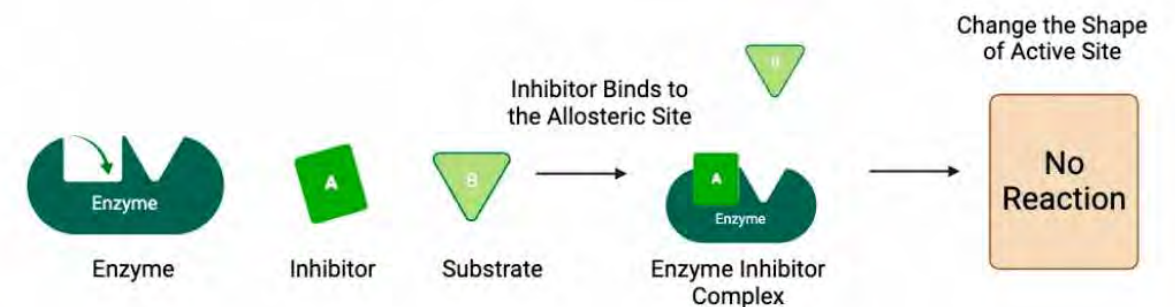 Change the Shape
of Active Site
Inhibitor Binds to
the Allosteric Site
Enzyme
A
B
A
Enzyme
No
Reaction
Enzyme
Inhibitor
Substrate
Enzyme Inhibitor
Complex